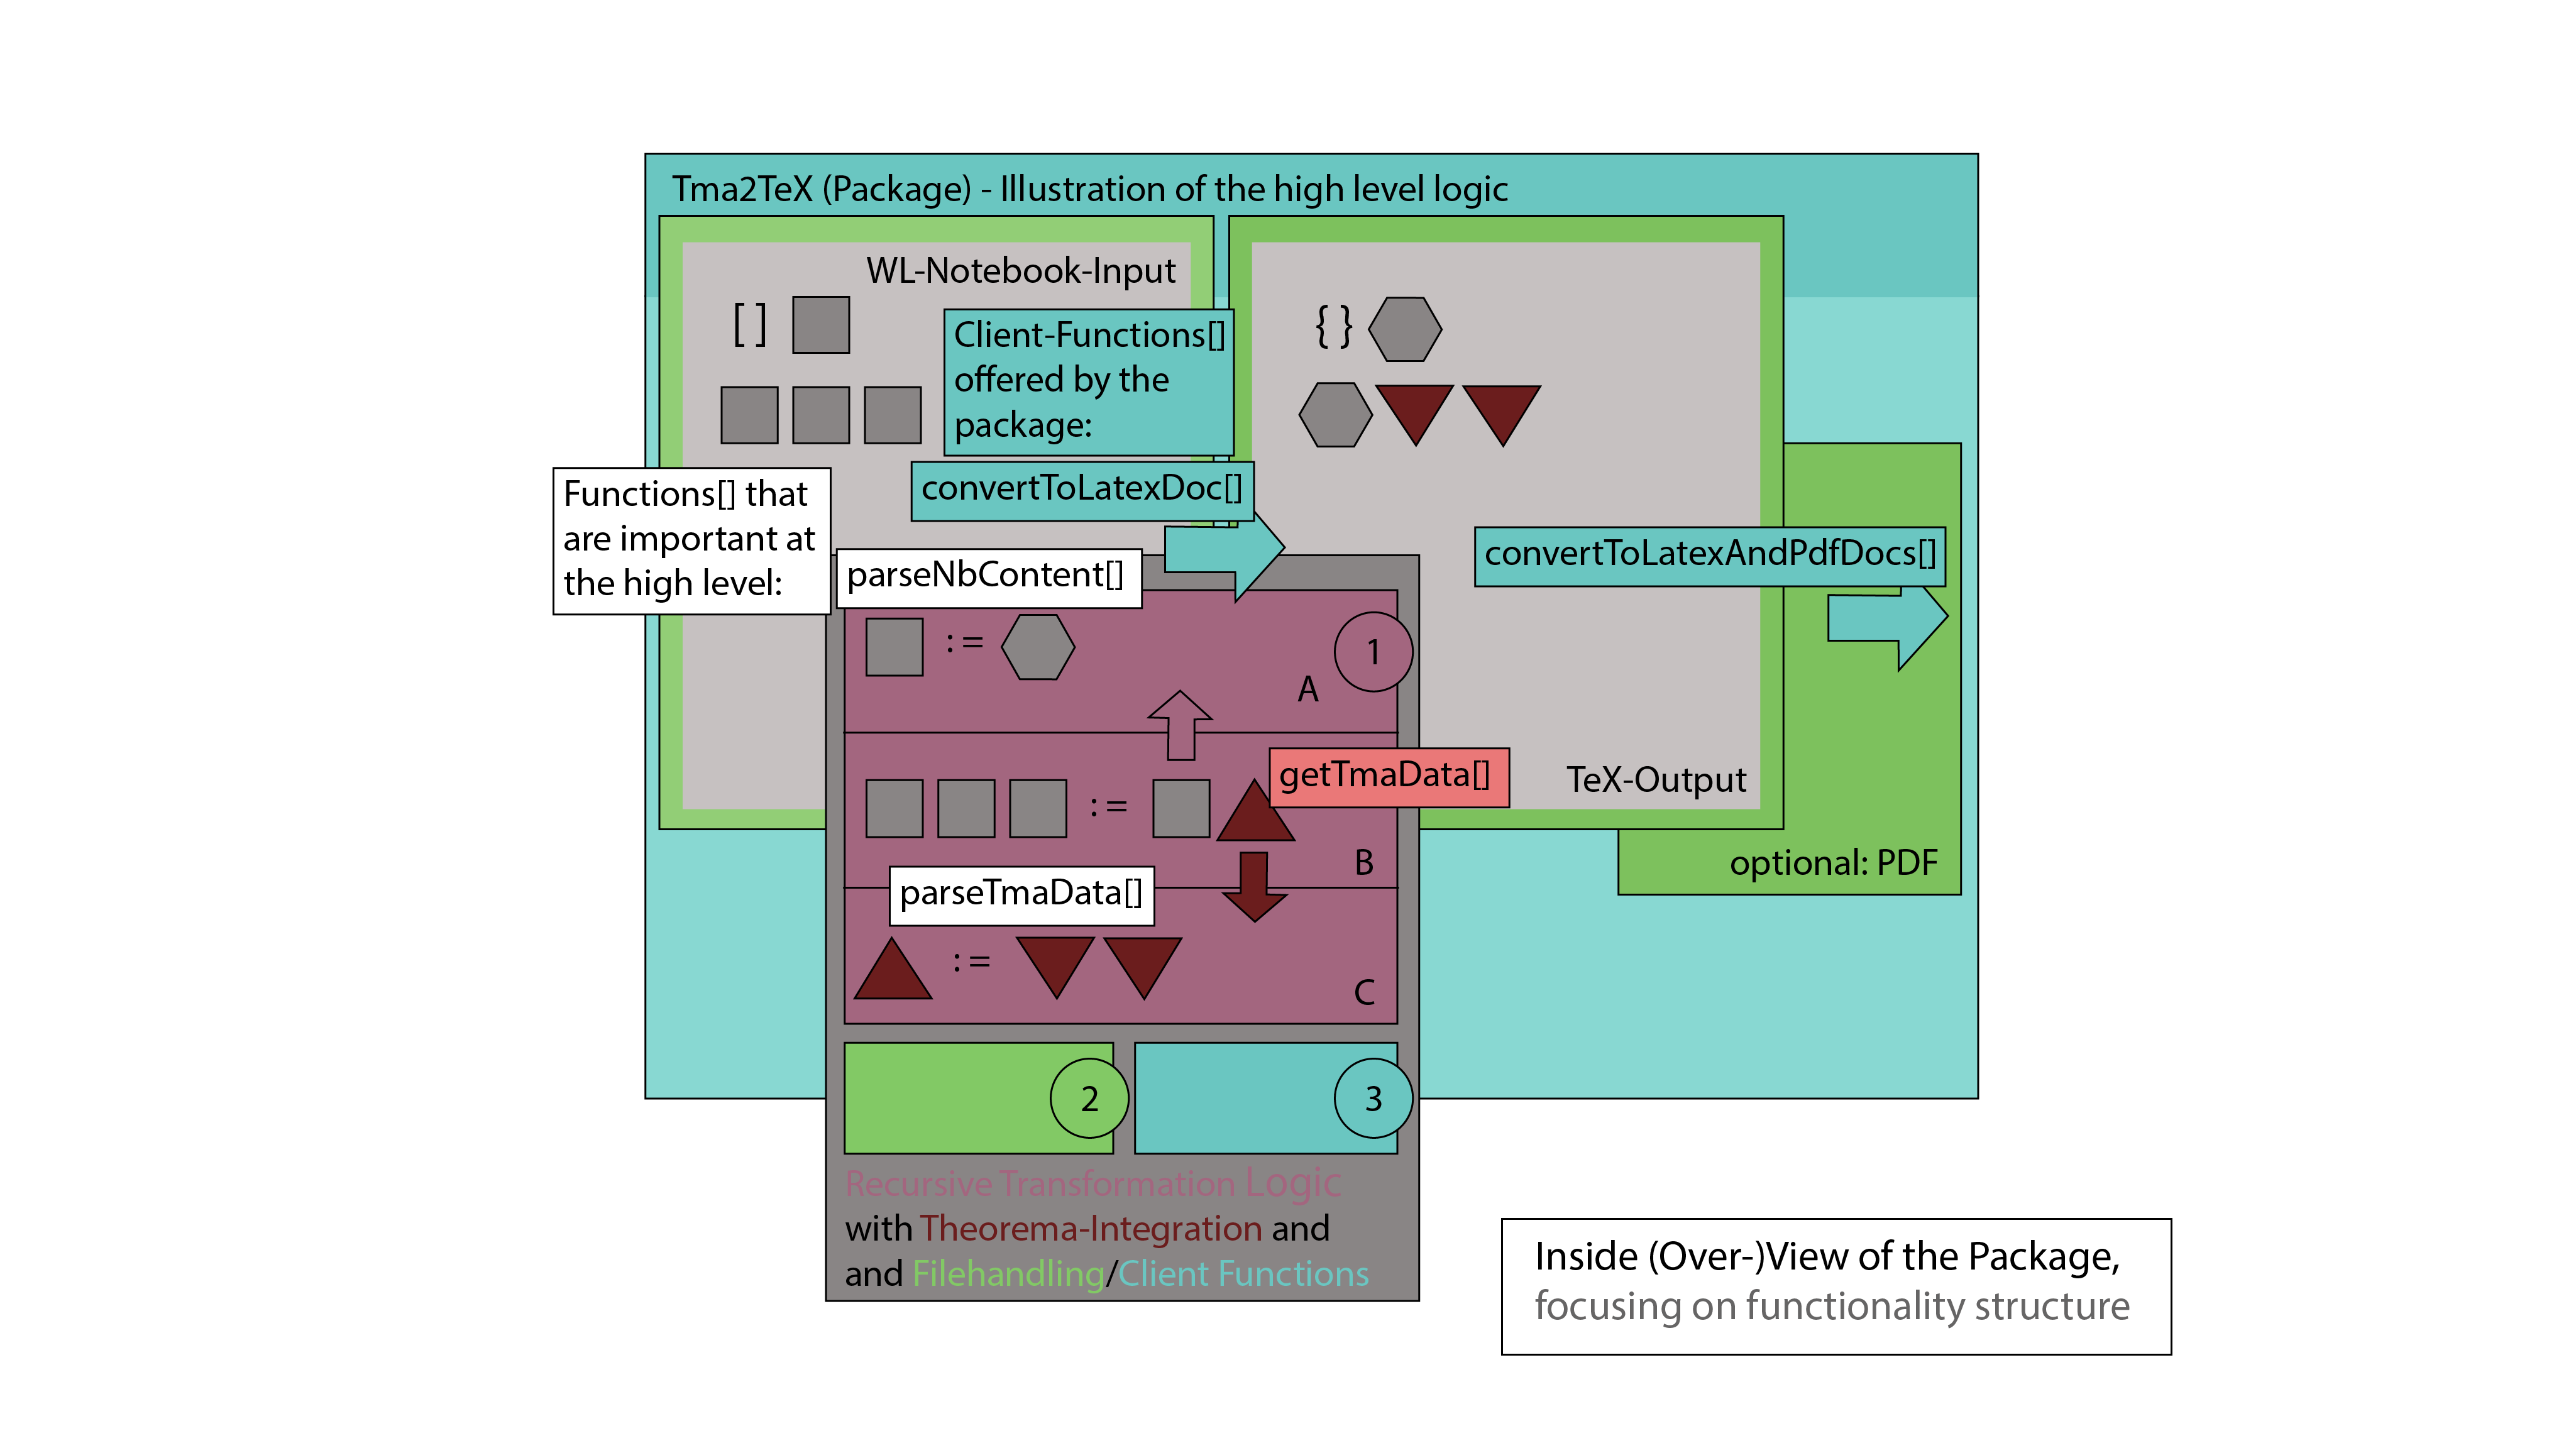 Tma2TeX (Package) - Illustration of the high level logic
WL-Notebook-Input
[ ]
{ }
Client-Functions[]
offered by the
package:
convertToLatexDoc[]
Functions[] that
are important at
the high level:
parseNbContent[]
convertToLatexAndPdfDocs[]
:=
1
A
getTmaData[]
TeX-Output
:=
B
optional: PDF
parseTmaData[]
:=
C
2
3
Recursive Transformation Logic
with Theorema-Integration and
and Filehandling/Client Functions
Inside (Over-)View of the Package,
focusing on functionality structure